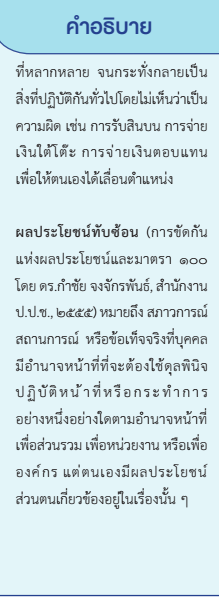 คำอธิบาย
ที่หลากหลาย จนกระทั่งกลายเป็น
สิ่งที่ปฏิบัติกันทั่วไปโดยไม่เห็นว่าเป็น
ความผิด เช่น การรับสินบน การจ่าย
เงินใต้โต๊ะ การจ่ายเงินตอบแทน
เพื่อให้ตนเองได้เลื่อนตำแหน่ง
ผลประโยชน์ทับซ้อน (การขัดกัน
แห่งผลประโยชน์และมาตรา ๑๐๐
โดย ดร.กำชัย จงจักรพันธ์, สำนักงาน
ป.ป.ช., ๒๕๕๕) หมายถึง สภาวการณ์
สถานการณ์ หรือข้อเท็จจริงที่บุคคล
มีอำนาจหน้าที่ที่จะต้องใช้ดุลพินิจ
ปฏิบัติหน้าที่หรือกระทำการ
อย่างหนึ่งอย่างใดตามอำนาจหน้าที่
เพื่อส่วนรวม เพื่อหน่วยงาน หรือเพื่อ
องค์กร แต่ตนเองมีผลประโยชน์
ส่วนตนเกี่ยวข้องอยู่ในเรื่องนั้น ๆ